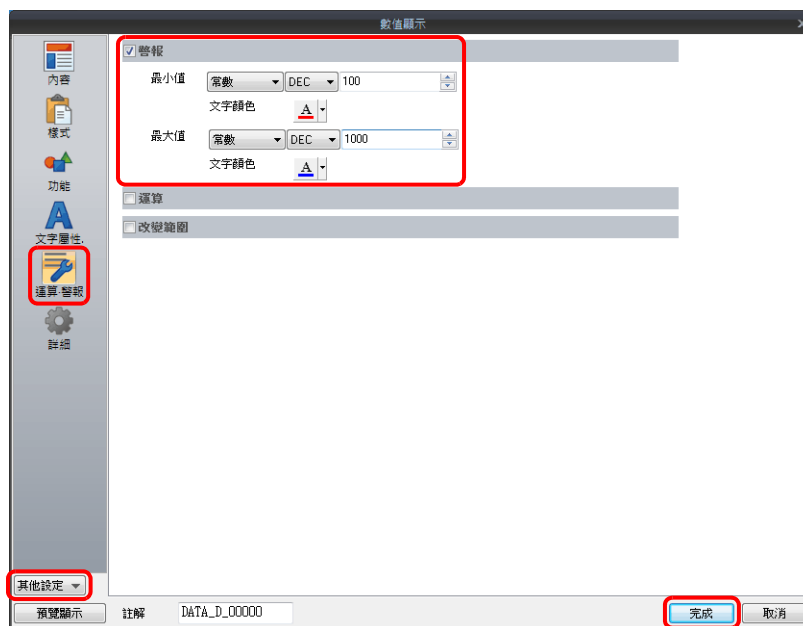 數值顯示
內容
樣式
功能
文字屬性.
運算·警報
詳細
警報
最小值 常數 DEC 100
文字顏色 A
最大值 常數 DEC 1000
文字顏色 A
運算
改變範圍
其他設定
預覽顯示 註解 DATA_D_00000 完成 取消